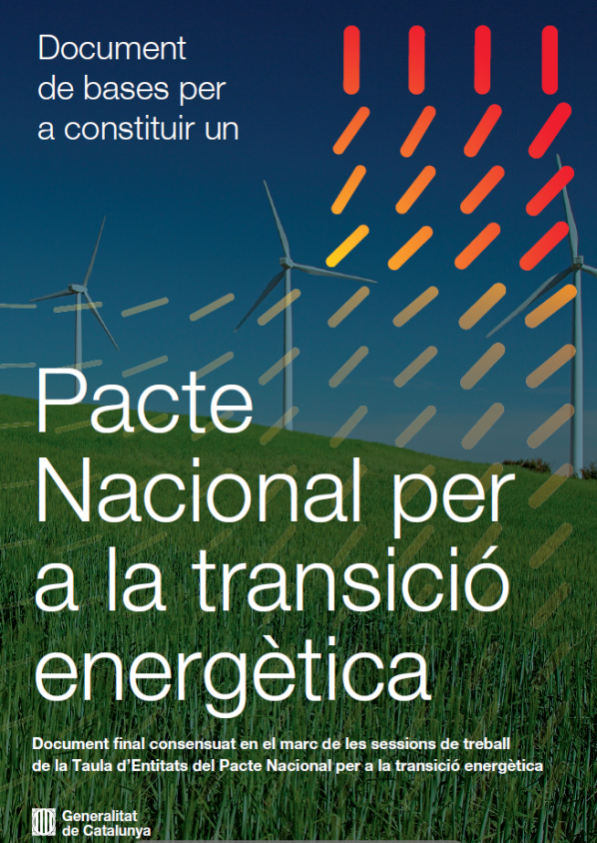 Document
de bases per
a constituir un
Pacte
Nacional per
a la transició
energètica
Document final consensuat en el marc de les sessions de treball
de la Taula d'Entitats del Pacte Nacional per a la transició energètica
Generalitat
de Catalunya